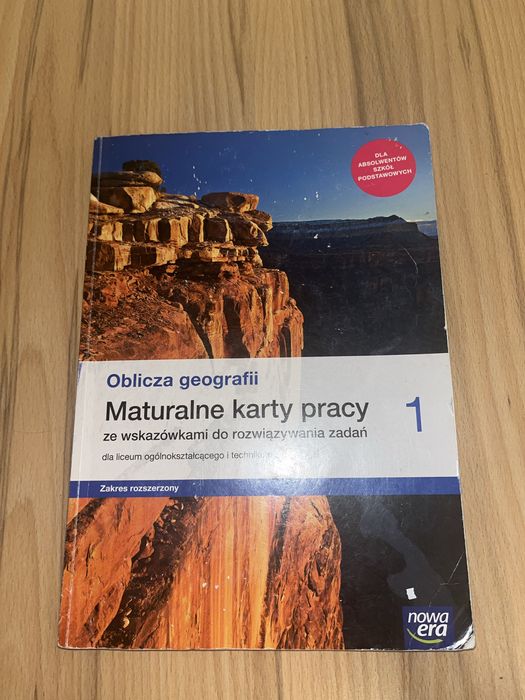 DLA
ABSOLWENTÓW
SZKÓŁ
PODSTAWOWYCH
Oblicza geografii
Maturalne karty pracy 1
ze wskazówkami do rozwiązywania zadań
dla liceum ogólnokształcącego i technikum
Zakres rozszerzony
nowa
era